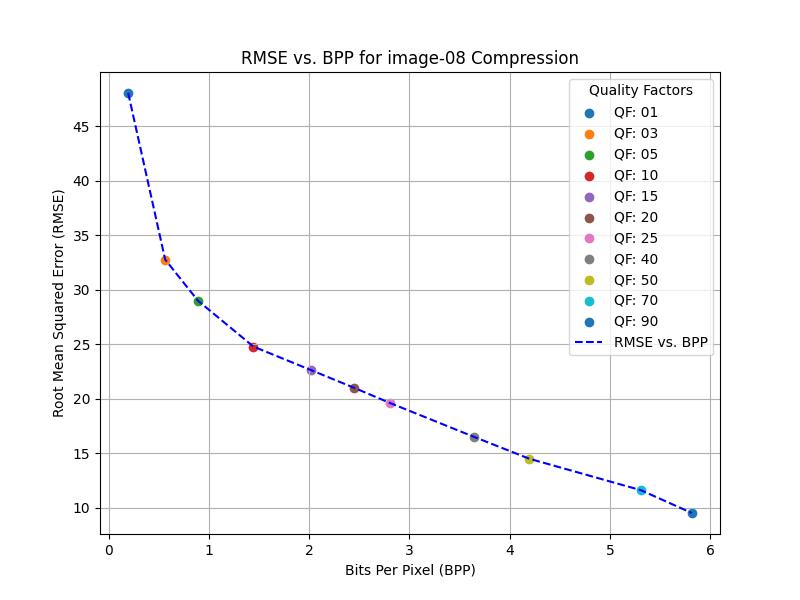 RMSE vs. BPP for image-08 Compression
Root Mean Squared Error (RMSE)
45
40
35
30
25
20
15
10
0 1 2 3 4 5 6
Bits Per Pixel (BPP)
Quality Factors
QF: 01
QF: 03
QF: 05
QF: 10
QF: 15
QF: 20
QF: 25
QF: 40
QF: 50
QF: 70
QF: 90
RMSE vs. BPP